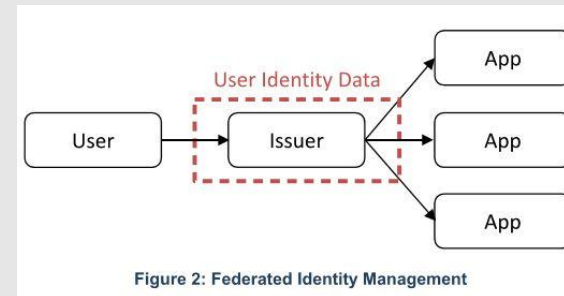 App
User Identity Data
User
Issuer
App
App
Figure 2: Federated Identity Management